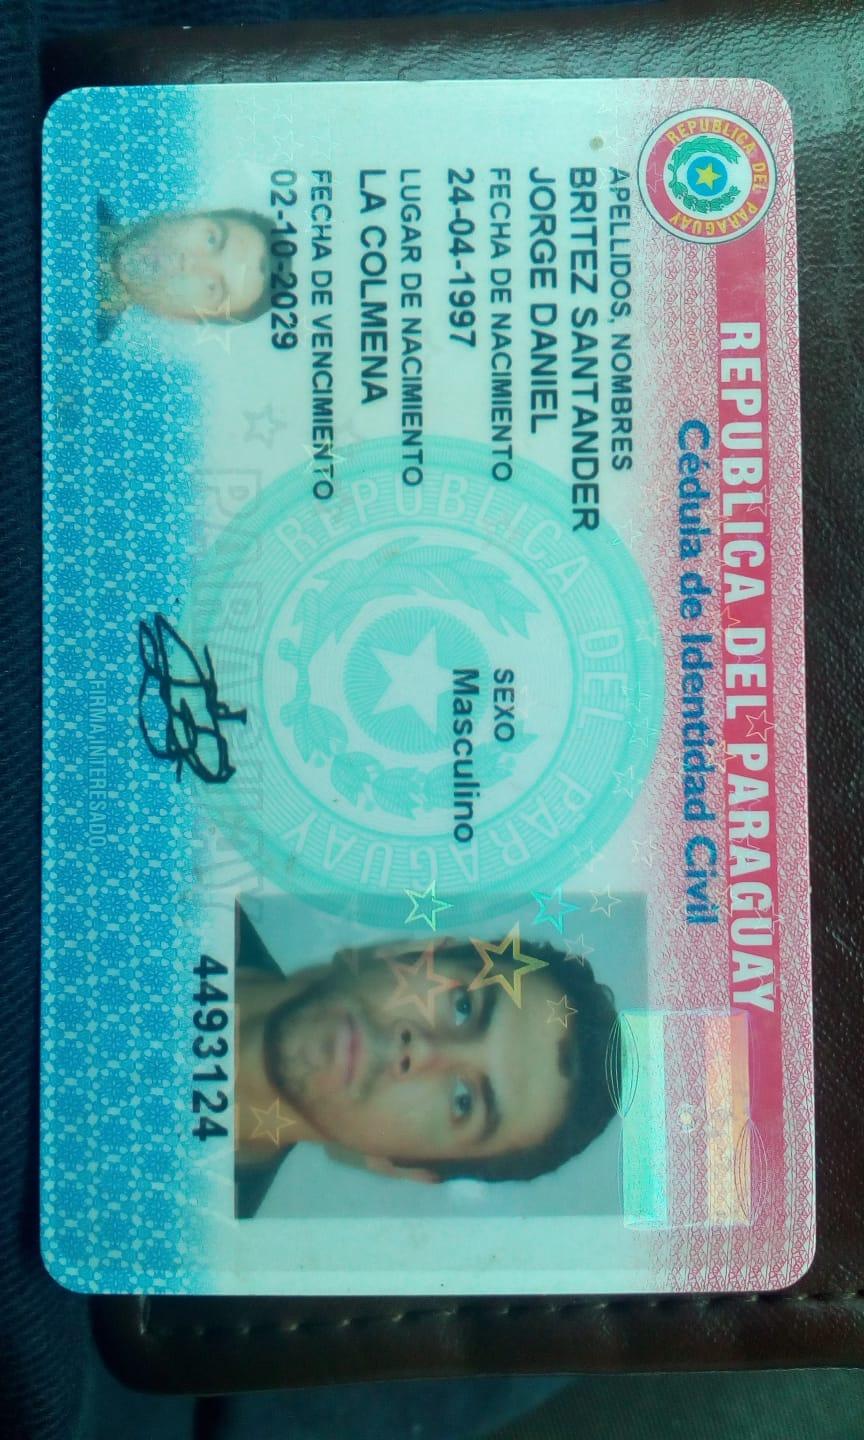 REPUBLICA DEL PARAGUAY
REPUBLICA DEL PARAGUAY
Cédula de Identidad Civil
APELLIDOS, NOMBRES
BRITEZ SANTANDER
JORGE DANIEL
FECHA DE NACIMIENTO
24-04-1997
SEXO
Masculino
LUGAR DE NACIMIENTO
LA COLMENA
FECHA DE VENCIMIENTO
02-10-2029
REPUBLICA DEL PARAGUAY
PARAGUAY
4493124
FIRMA INTERESADO